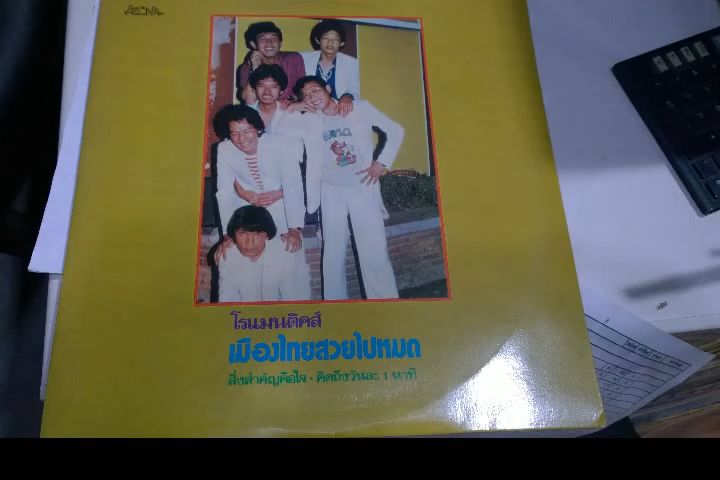 โรแมนติคส์
เมืองไทยสวยไปหมด
สิ่งสำคัญคือใจ • คิดถึงวันละ 1 นาที